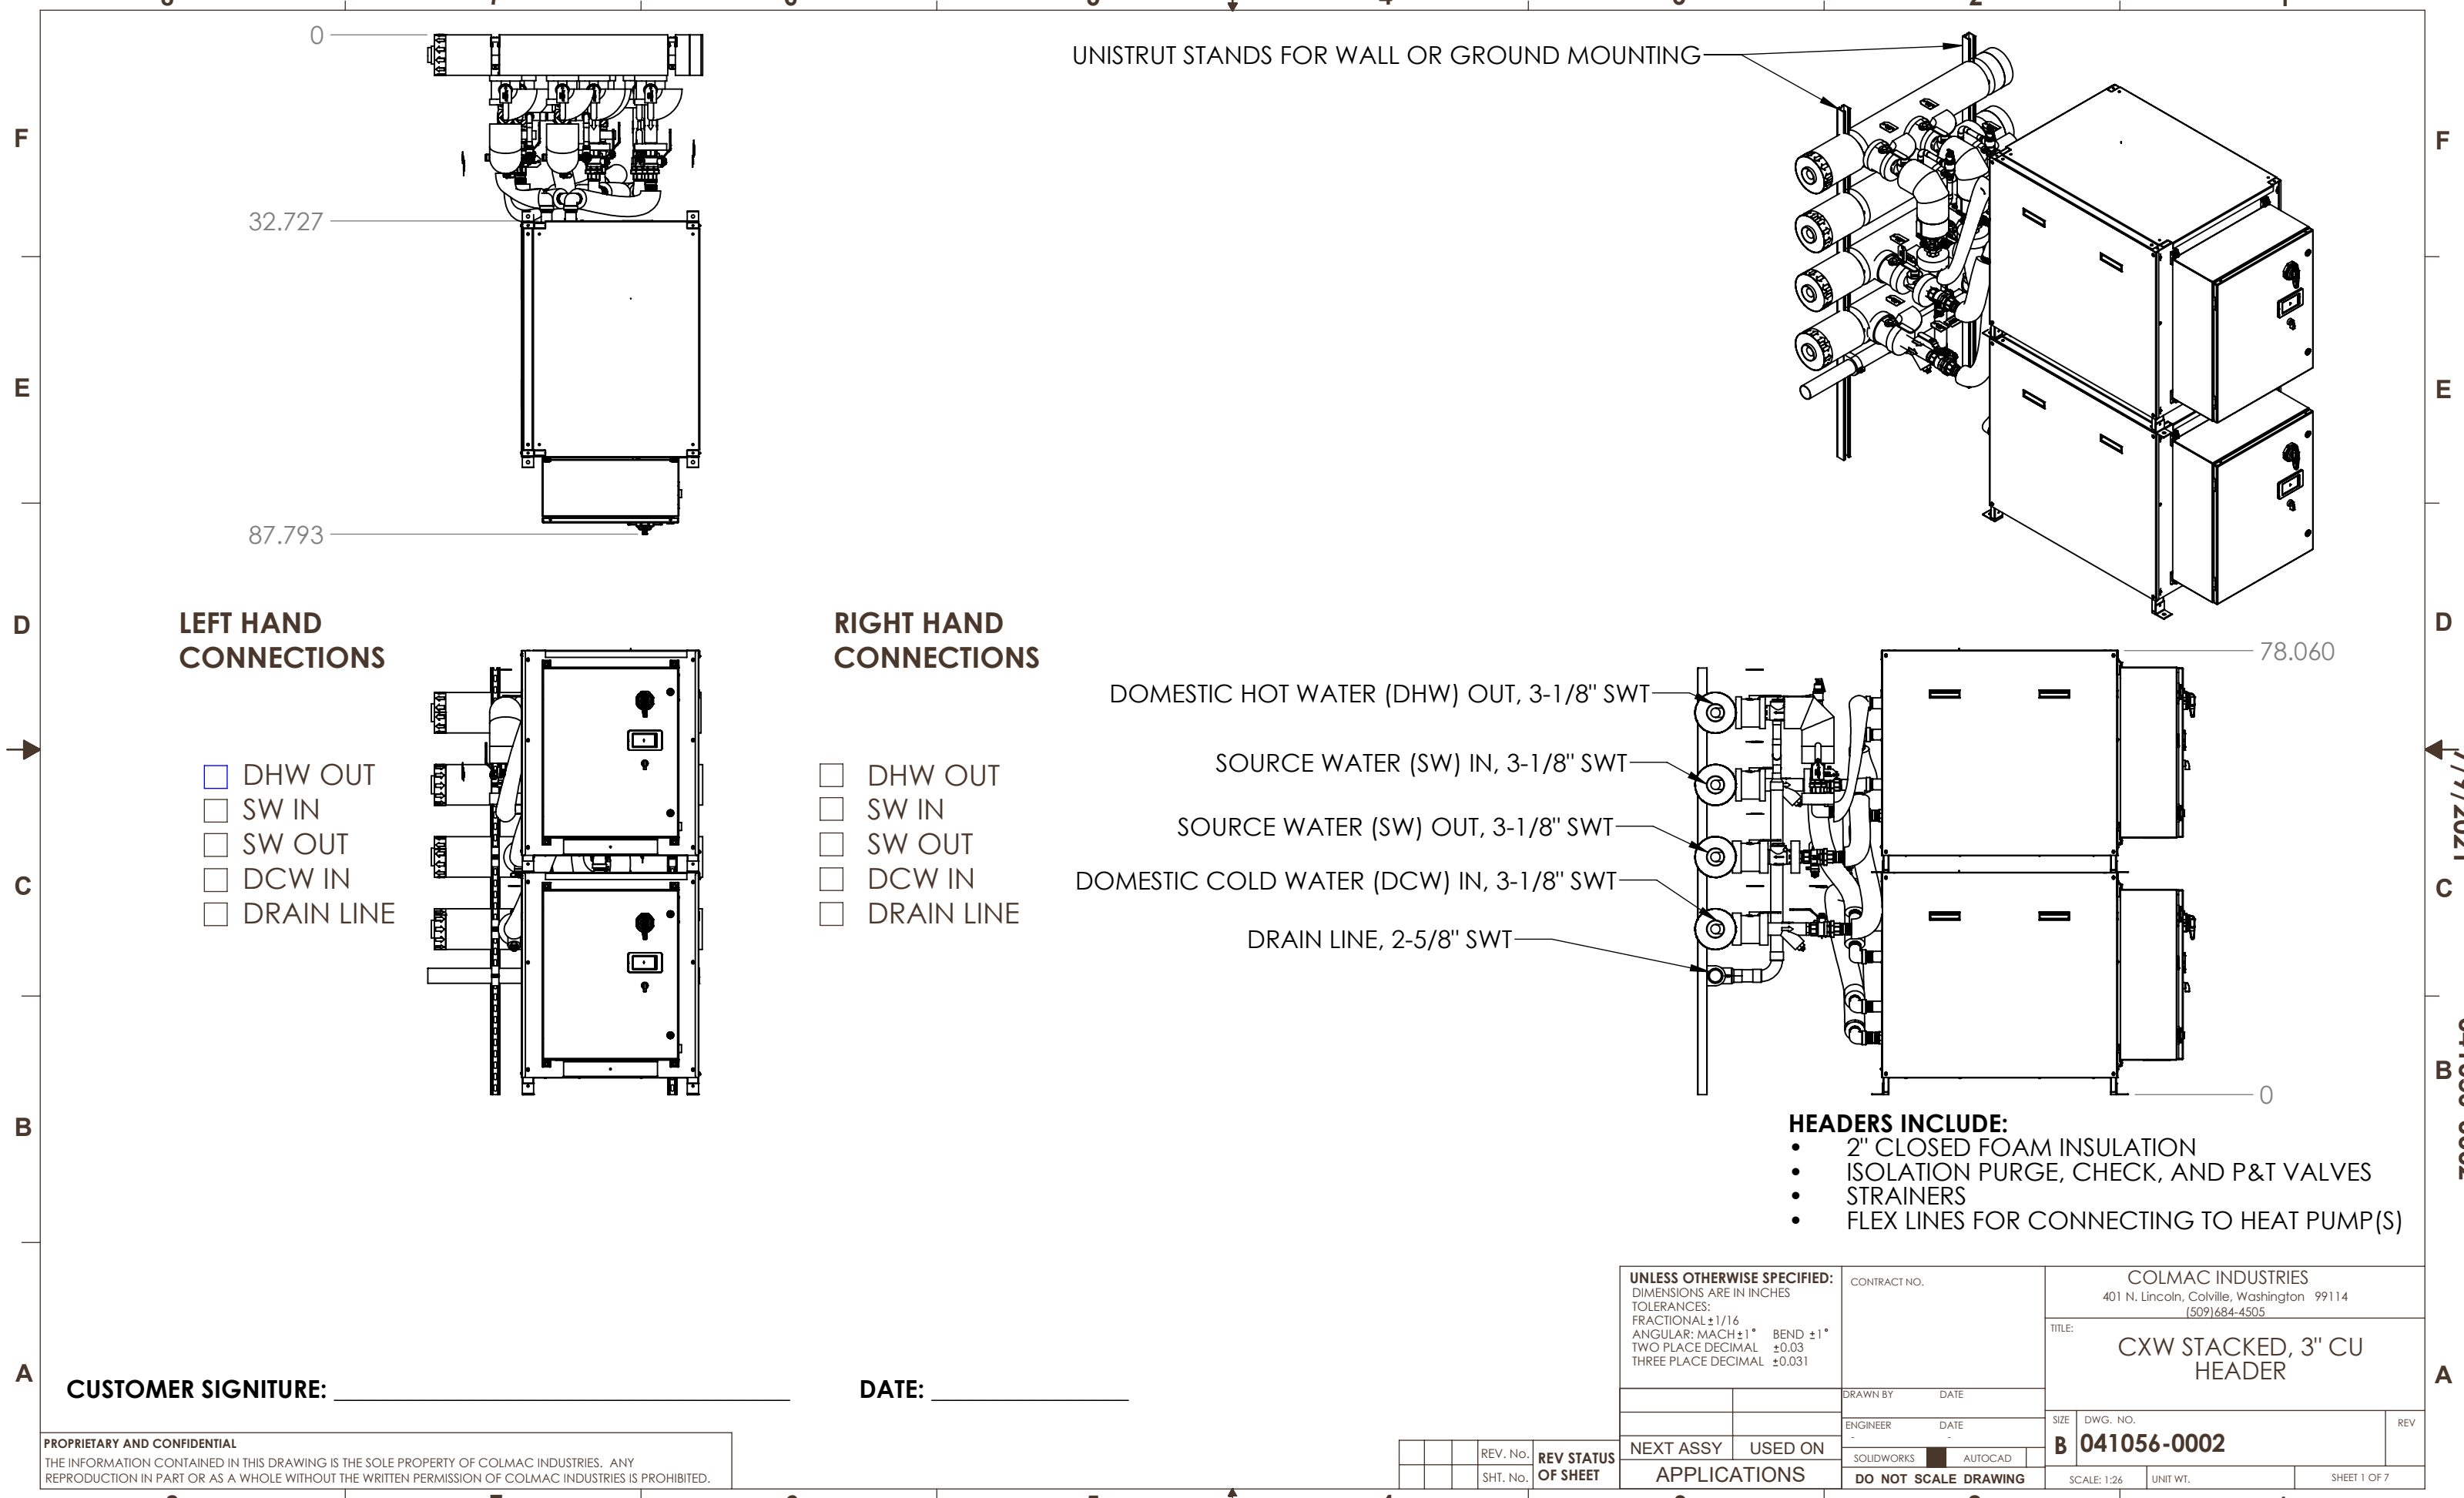 0
32.727
87.793
UNISTRUT STANDS FOR WALL OR GROUND MOUNTING
F
F
E
E
D
D
C
C
B
B
A
A
LEFT HAND
CONNECTIONS
DHW OUT
SW IN
SW OUT
DCW IN
DRAIN LINE
RIGHT HAND
CONNECTIONS
DHW OUT
SW IN
SW OUT
DCW IN
DRAIN LINE
DOMESTIC HOT WATER (DHW) OUT, 3-1/8" SWT
SOURCE WATER (SW) IN, 3-1/8" SWT
SOURCE WATER (SW) OUT, 3-1/8" SWT
DOMESTIC COLD WATER (DCW) IN, 3-1/8" SWT
DRAIN LINE, 2-5/8" SWT
78.060
0
HEADERS INCLUDE:
• 2" CLOSED FOAM INSULATION
• ISOLATION PURGE, CHECK, AND P&T VALVES
• STRAINERS
• FLEX LINES FOR CONNECTING TO HEAT PUMP(S)
CUSTOMER SIGNITURE:
DATE:
PROPRIETARY AND CONFIDENTIAL
THE INFORMATION CONTAINED IN THIS DRAWING IS THE SOLE PROPERTY OF COLMAC INDUSTRIES. ANY
REPRODUCTION IN PART OR AS A WHOLE WITHOUT THE WRITTEN PERMISSION OF COLMAC INDUSTRIES IS PROHIBITED.
REV. No.
SHT. No.
REV STATUS
OF SHEET
UNLESS OTHERWISE SPECIFIED:
DIMENSIONS ARE IN INCHES
TOLERANCES:
FRACTIONAL ±1/16
ANGULAR: MACH±1° BEND ±1°
TWO PLACE DECIMAL ±0.03
THREE PLACE DECIMAL ±0.031
NEXT ASSY
USED ON
APPLICATIONS
CONTRACT NO.
DRAWN BY DATE
ENGINEER DATE
- -
SOLIDWORKS AUTOCAD
DO NOT SCALE DRAWING
COLMAC INDUSTRIES
401 N. Lincoln, Colville, Washington 99114
(509)684-4505
TITLE:
CXW STACKED, 3" CU
HEADER
SIZE
B
DWG. NO.
041056-0002
REV
SCALE: 1:26
UNIT WT.
SHEET 1 OF 7